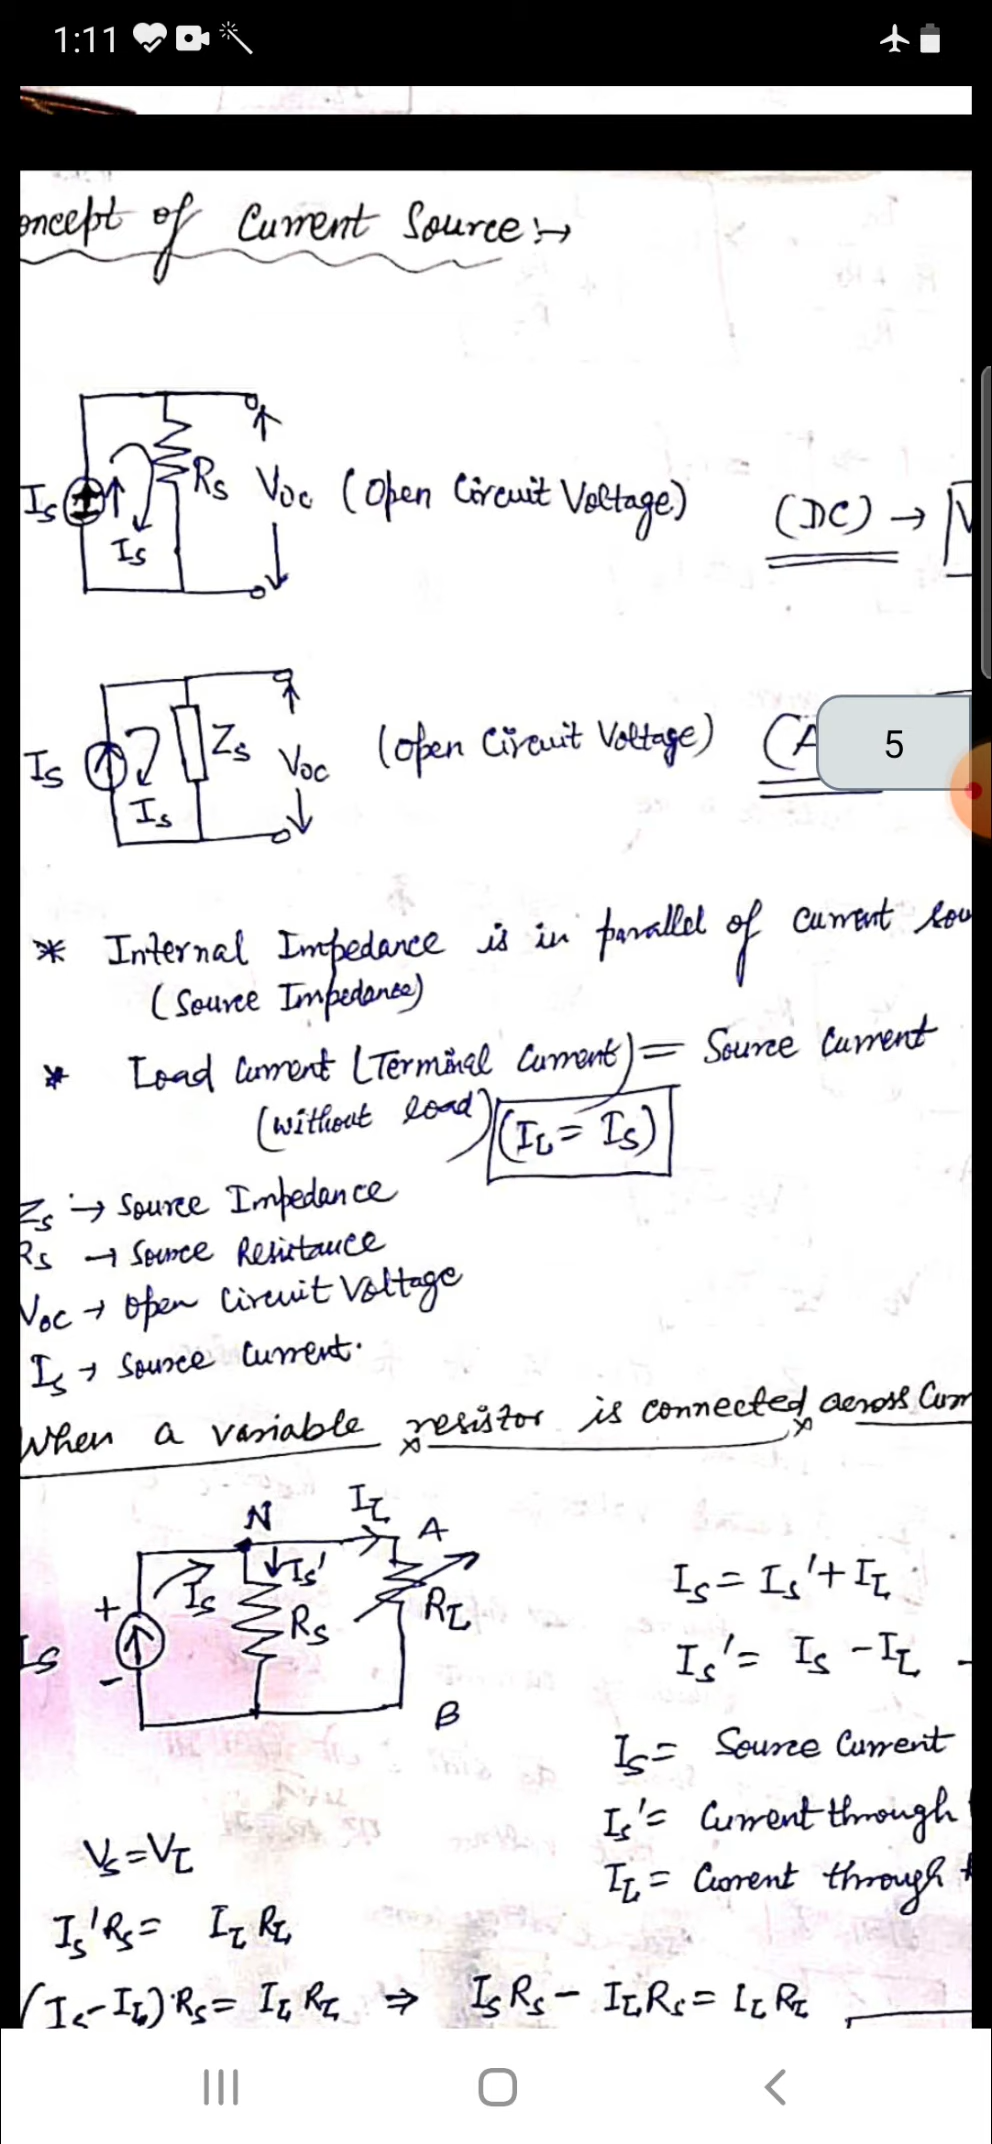 1:11
oncept of Current Source :→
Is Is Rs Voc (Open Circuit Voltage) (DC) → V
Is Is Zs Voc (Open Circuit Voltage) (A
5
* Internal Impedance is in parallel of current sou
(Source Impedance)
* Load Current (Terminal Current) = Source Current
(without load) (IL = Is)
Zs → Source Impedance
Rs → Source Resistance
Voc → Open Circuit Voltage
Is → Source Current.
When a variable resistor is connected across Curr
N IL A
+ Is Is' Rs RL
Is
- B
Is = Is' + IL
Is' = Is - IL -
Is = Source Current
Is' = Current through
IL = Current through
Vs = VL
Is' Rs = IL RL
(Is-IL)·Rs = IL RL ⇒ Is Rs - IL Rs = IL RL